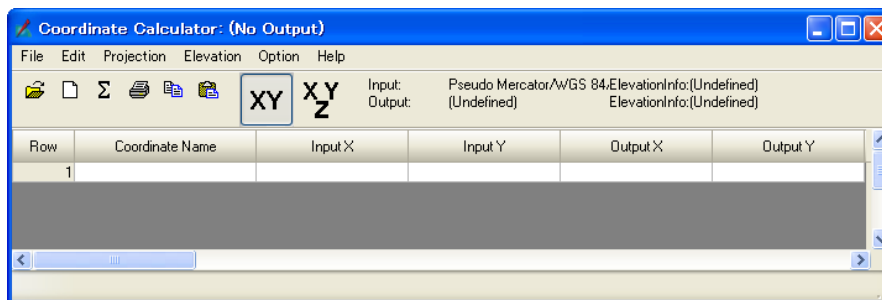 Coordinate Calculator: (No Output)
File Edit Projection Elevation Option Help
XY
X Y Z
Input: Pseudo Mercator/WGS 84, ElevationInfo:(Undefined)
Output: (Undefined) ElevationInfo:(Undefined)
Row Coordinate Name Input X Input Y Output X Output Y
1